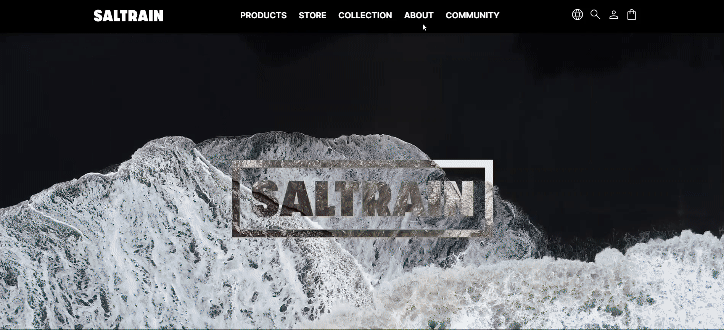 SALTRAIN
PRODUCTS STORE COLLECTION ABOUT COMMUNITY
SALTRAIN